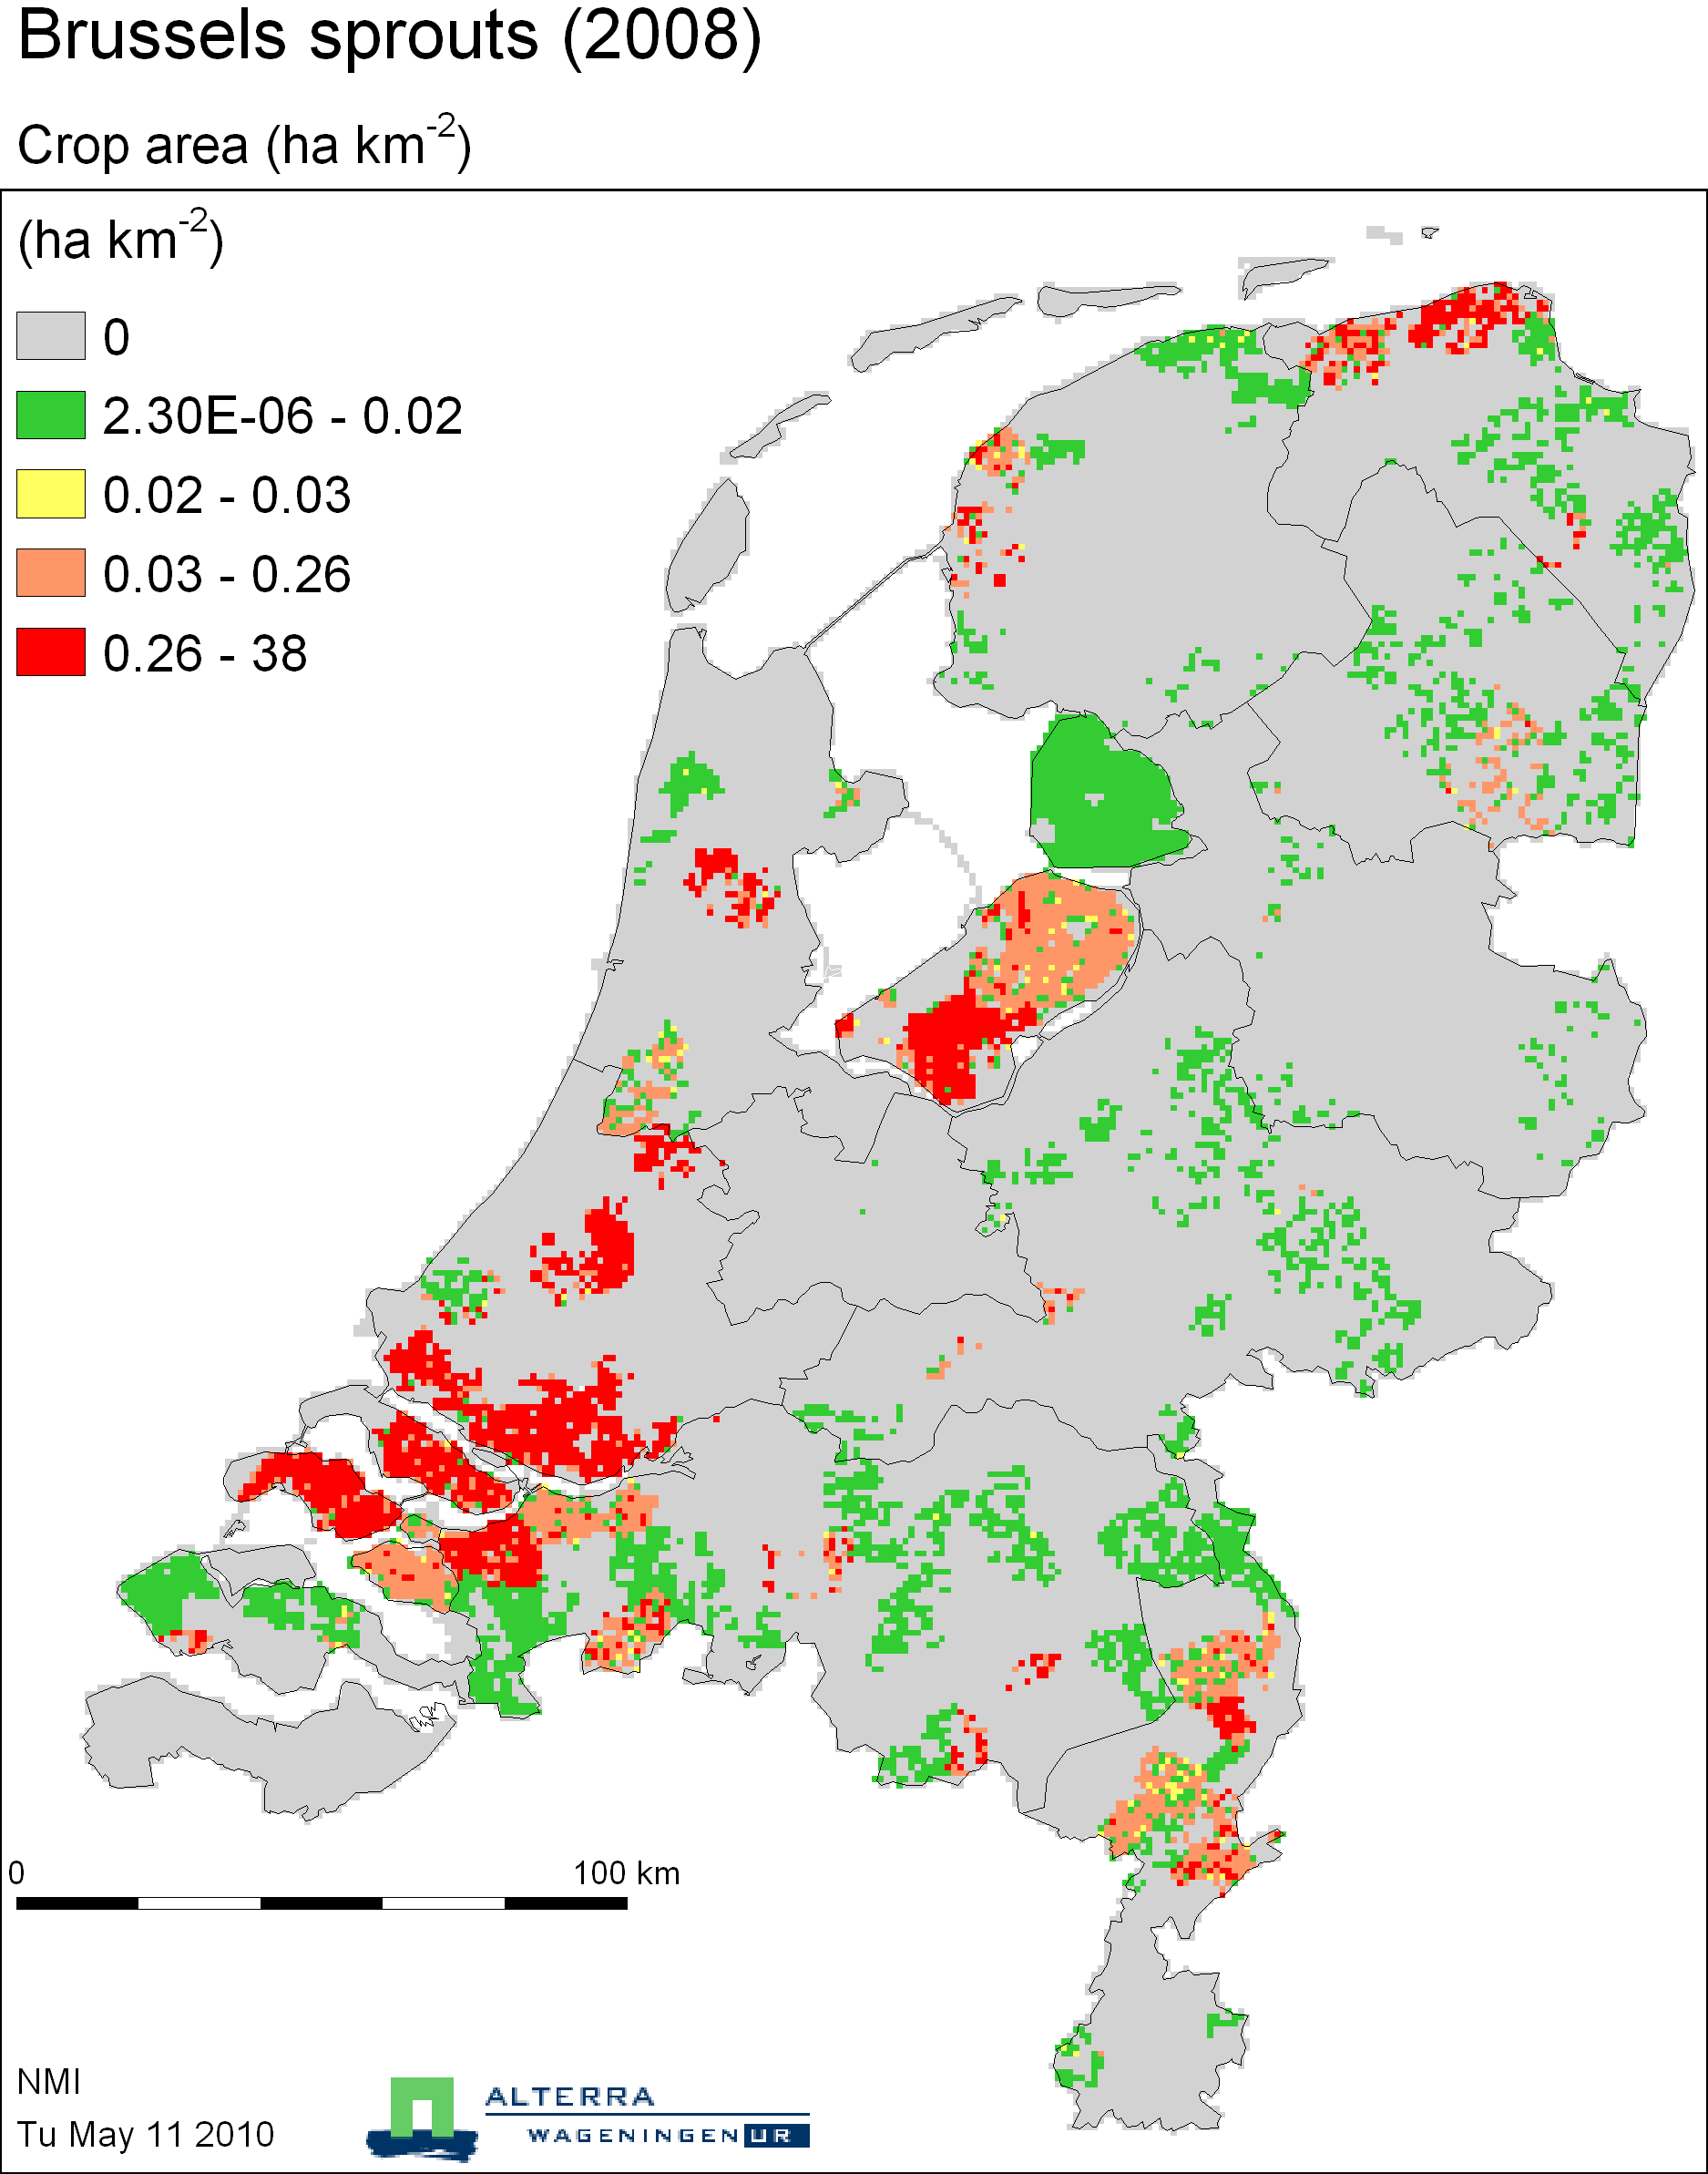 Brussels sprouts (2008)
Crop area (ha km-2)
(ha km-2)
0
2.30E-06 - 0.02
0.02 - 0.03
0.03 - 0.26
0.26 - 38
0 100 km
NMI
Tu May 11 2010
ALTERRA
WAGENINGEN UR